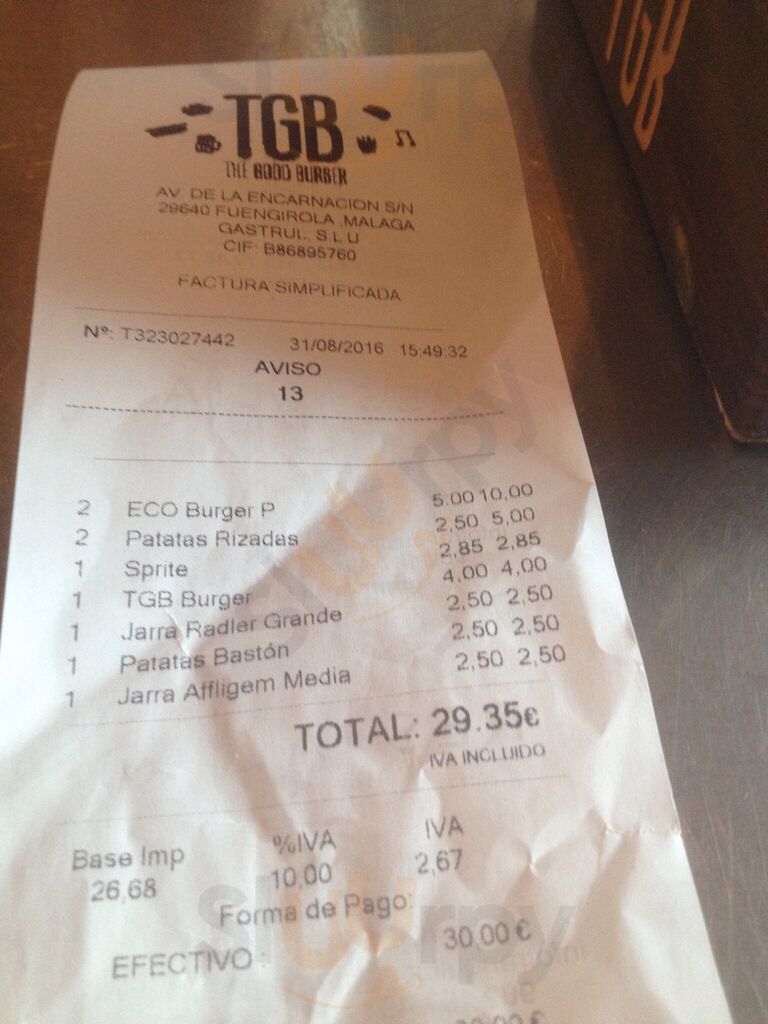 TGB
TGB
THE GOOD BURGER
AV. DE LA ENCARNACION S/N
29640 FUENGIROLA ,MALAGA
GASTRUL, S.L.U
CIF: B86895760
FACTURA SIMPLIFICADA
Nº: T323027442 31/08/2016 15:49:32
AVISO
13
2 ECO Burger P 5.00 10,00
2 Patatas Rizadas 2,50 5,00
1 Sprite 2,85 2,85
1 TGB Burger 4,00 4,00
1 Jarra Radler Grande 2,50 2,50
1 Patatas Bastón 2,50 2,50
1 Jarra Affligem Media 2,50 2,50
TOTAL: 29.35€
IVA INCLUIDO
Base Imp %IVA IVA
26,68 10,00 2,67
Forma de Pago:
EFECTIVO : 30,00 €
sluurpy
sluurpy
sluurpy